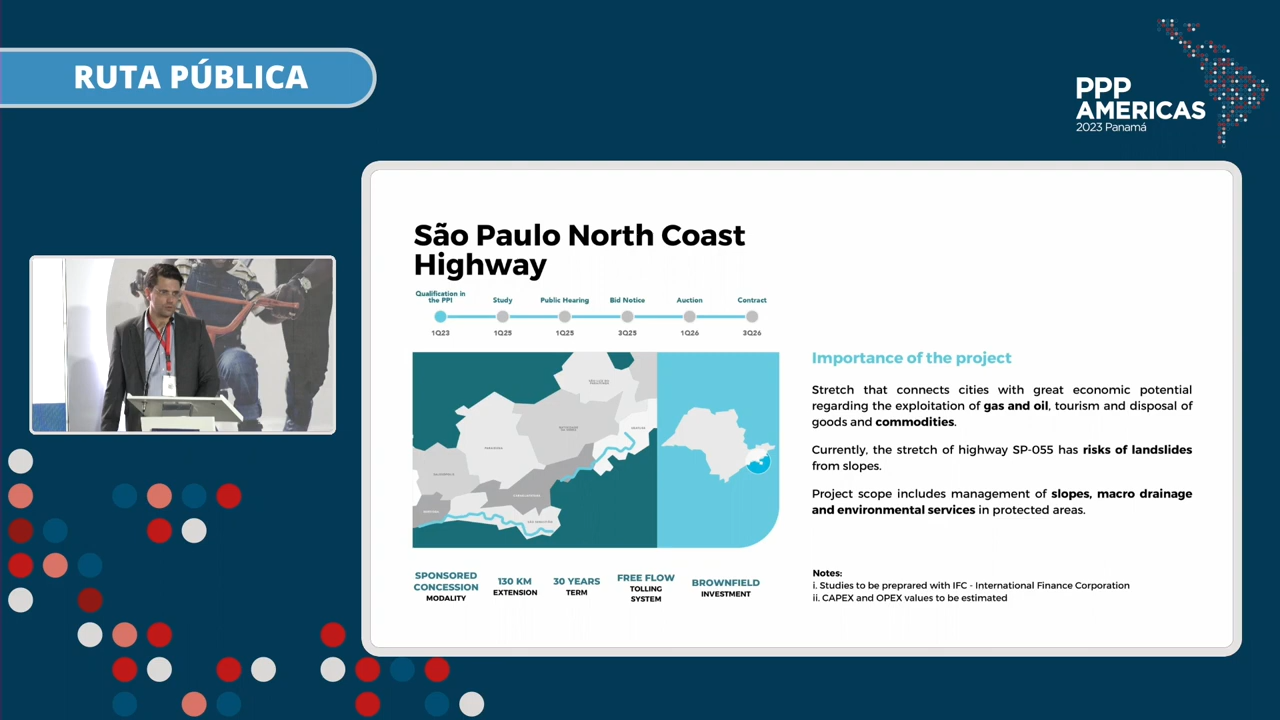 RUTA PÚBLICA
PPP
AMERICAS
2023 Panamá
São Paulo North Coast
Highway
Qualification in
the PPI
Study
Public Hearing
Bid Notice
Auction
Contract
1Q23
1Q25
1Q25
3Q25
1Q26
3Q26
Importance of the project
Stretch that connects cities with great economic potential
regarding the exploitation of gas and oil, tourism and disposal of
goods and commodities.
Currently, the stretch of highway SP-055 has risks of landslides
from slopes.
Project scope includes management of slopes, macro drainage
and environmental services in protected areas.
SPONSORED
CONCESSION
MODALITY
130 KM
EXTENSION
30 YEARS
TERM
FREE FLOW
TOLLING
SYSTEM
BROWNFIELD
INVESTMENT
Notes:
i. Studies to be preprared with IFC - International Finance Corporation
ii. CAPEX and OPEX values to be estimated